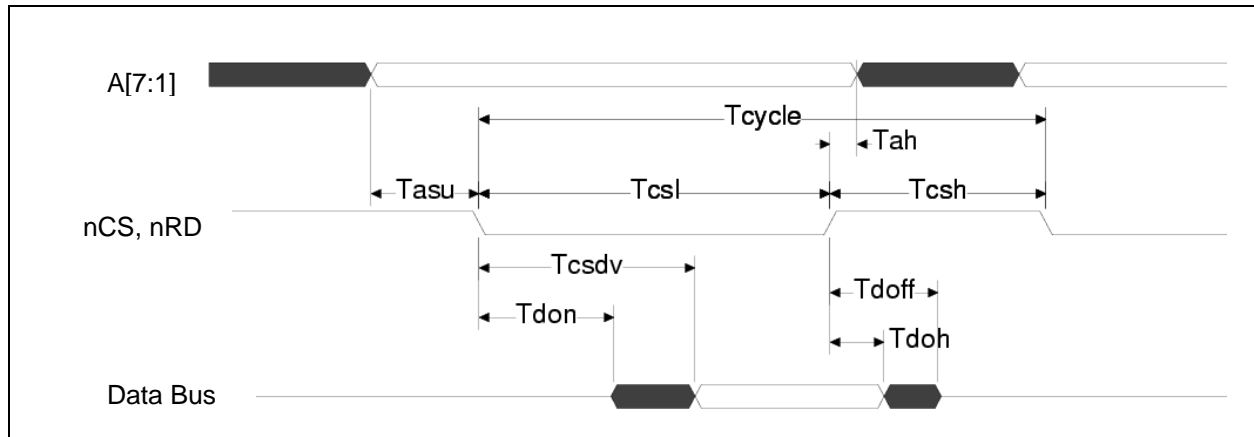 A[7:1]
Tcycle
Tah
Tasu
Tcsl
Tcsh
nCS, nRD
Tcsdv
Tdoff
Tdon
Tdoh
Data Bus